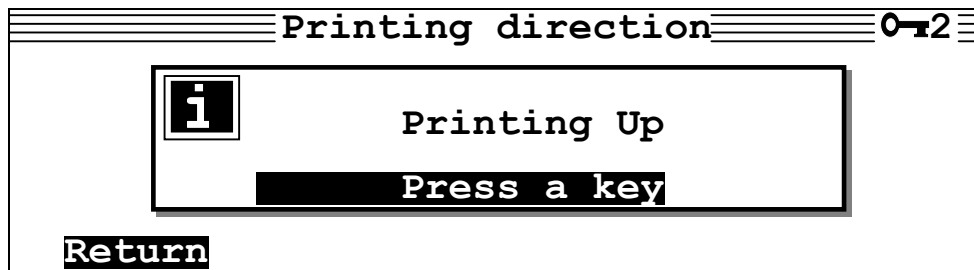 Printing direction 2
i
Printing Up
Press a key
Return